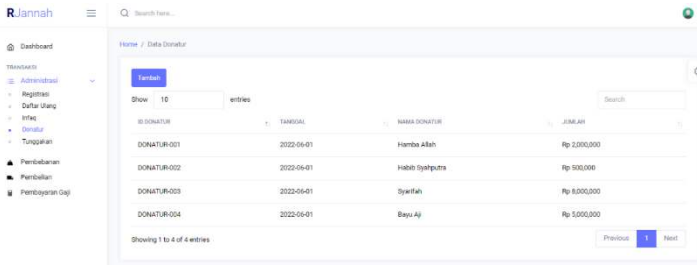 RJannah
Search here...
Dashboard
TRANSAKSI
Administrasi
Registrasi
Daftar Ulang
Infaq
Donatur
Tunggakan
Pembebanan
Pembelian
Pembayaran Gaji
Home / Data Donatur
Tambah
Show 10 entries
Search
ID DONATUR TANGGAL NAMA DONATUR JUMLAH
DONATUR-001 2022-06-01 Hamba Allah Rp 2,000,000
DONATUR-002 2022-06-01 Habib Syahputra Rp 500,000
DONATUR-003 2022-06-01 Syarifah Rp 8,000,000
DONATUR-004 2022-06-01 Bayu Aji Rp 5,000,000
Showing 1 to 4 of 4 entries
Previous 1 Next